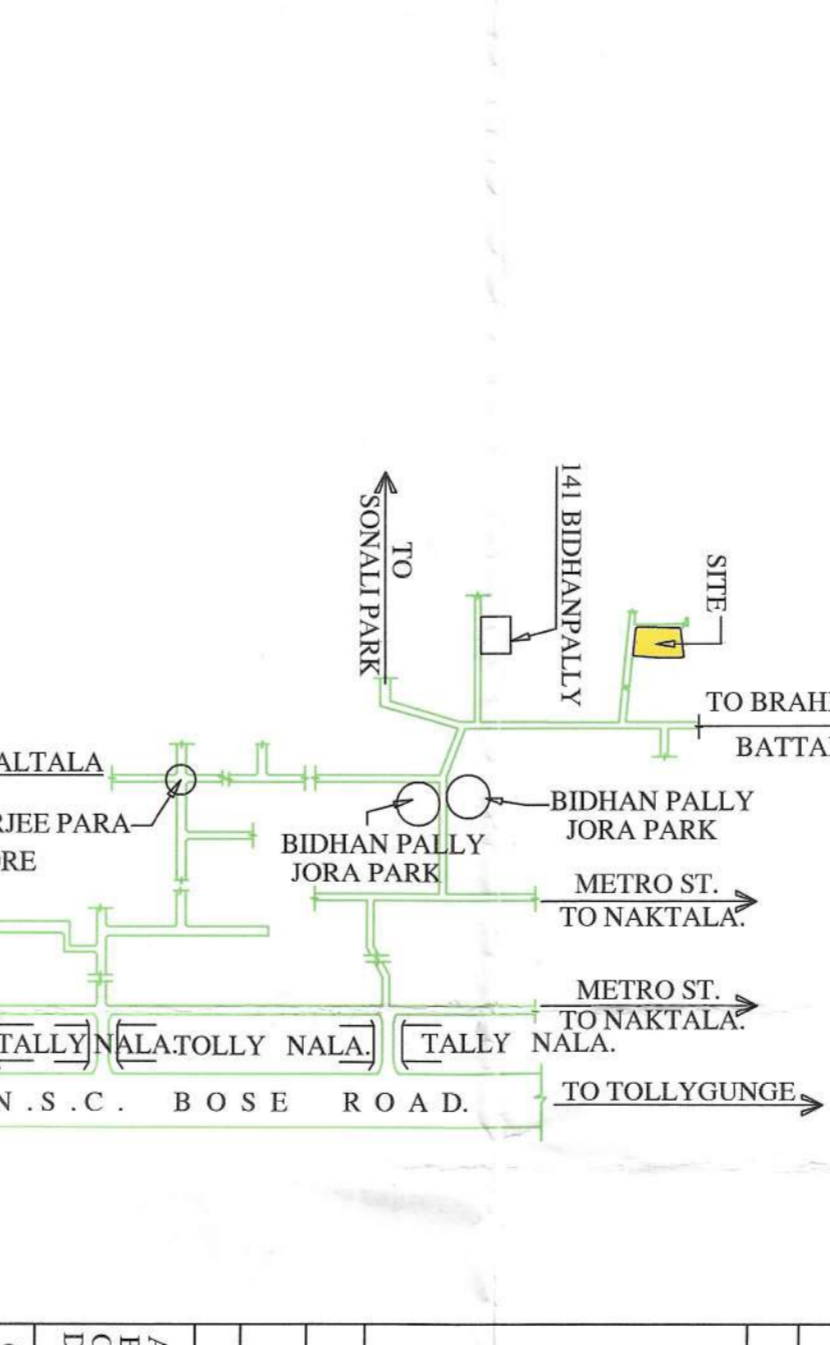 141 BIDHANPALLY
TO
SONALI PARK
SITE
TO BRAH
BATTA
ALTALA
RJEE PARA
RE
BIDHAN PALLY
JORA PARK
BIDHAN PALLY
JORA PARK
METRO ST.
TO NAKTALA.
METRO ST.
TO NAKTALA.
TALLY NALA.
TOLLY NALA.
TALLY NALA.
N.S.C. BOSE ROAD.
TO TOLLYGUNGE